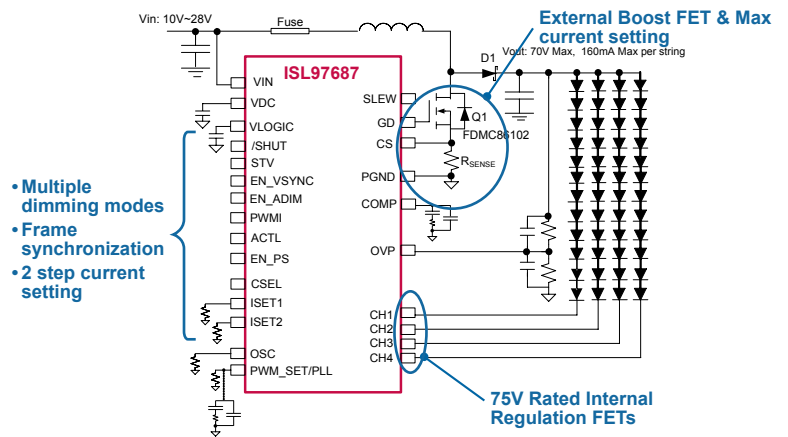 External Boost FET & Max
current setting
Vin: 10V~28V
Fuse
D1
Vout: 70V Max, 160mA Max per string
ISL97687
VIN
VDC
VLOGIC
/SHUT
STV
EN_VSYNC
EN_ADIM
PWMI
ACTL
EN_PS
CSEL
ISET1
ISET2
OSC
PWM_SET/PLL
SLEW
GD
CS
PGND
COMP
OVP
CH1
CH2
CH3
CH4
Q1
FDMC86102
RSENSE
• Multiple
dimming modes
• Frame
synchronization
• 2 step current
setting
75V Rated Internal
Regulation FETs